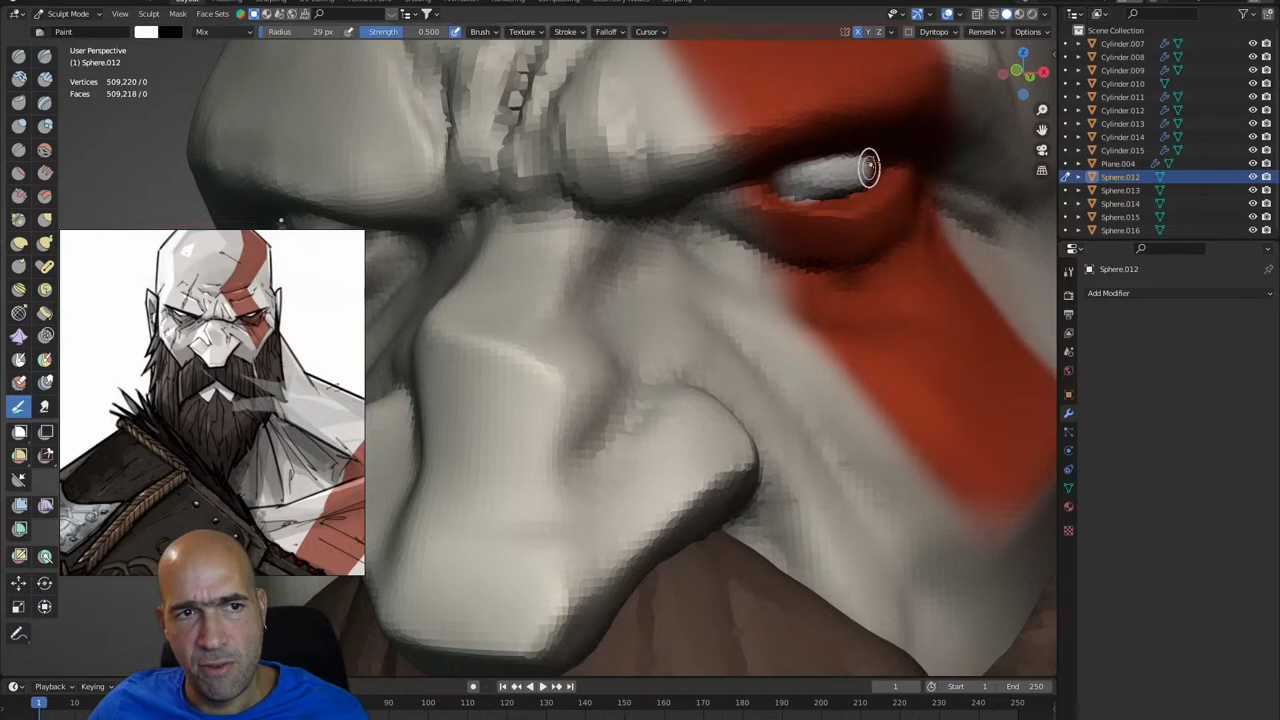 Sculpt Mode View Sculpt Mask Face Sets Options
Paint Mix Radius 29 px Strength 0.500 Brush Texture Stroke Falloff Cursor X Y Z Dyntopo Remesh Options
User Perspective
(1) Sphere.012
Vertices 509,220 / 0
Faces 509,218 / 0
Z
X
Y
Scene Collection
Cylinder.007
Cylinder.008
Cylinder.009
Cylinder.010
Cylinder.011
Cylinder.012
Cylinder.013
Cylinder.014
Cylinder.015
Plane.004
Sphere.012
Sphere.013
Sphere.014
Sphere.015
Sphere.016
Sphere.012
Add Modifier
Playback Keying 1 Start 1 End 250
1 10 80 90 100 110 120 130 140 150 160 170 180 190 200 210 220 230 240 250